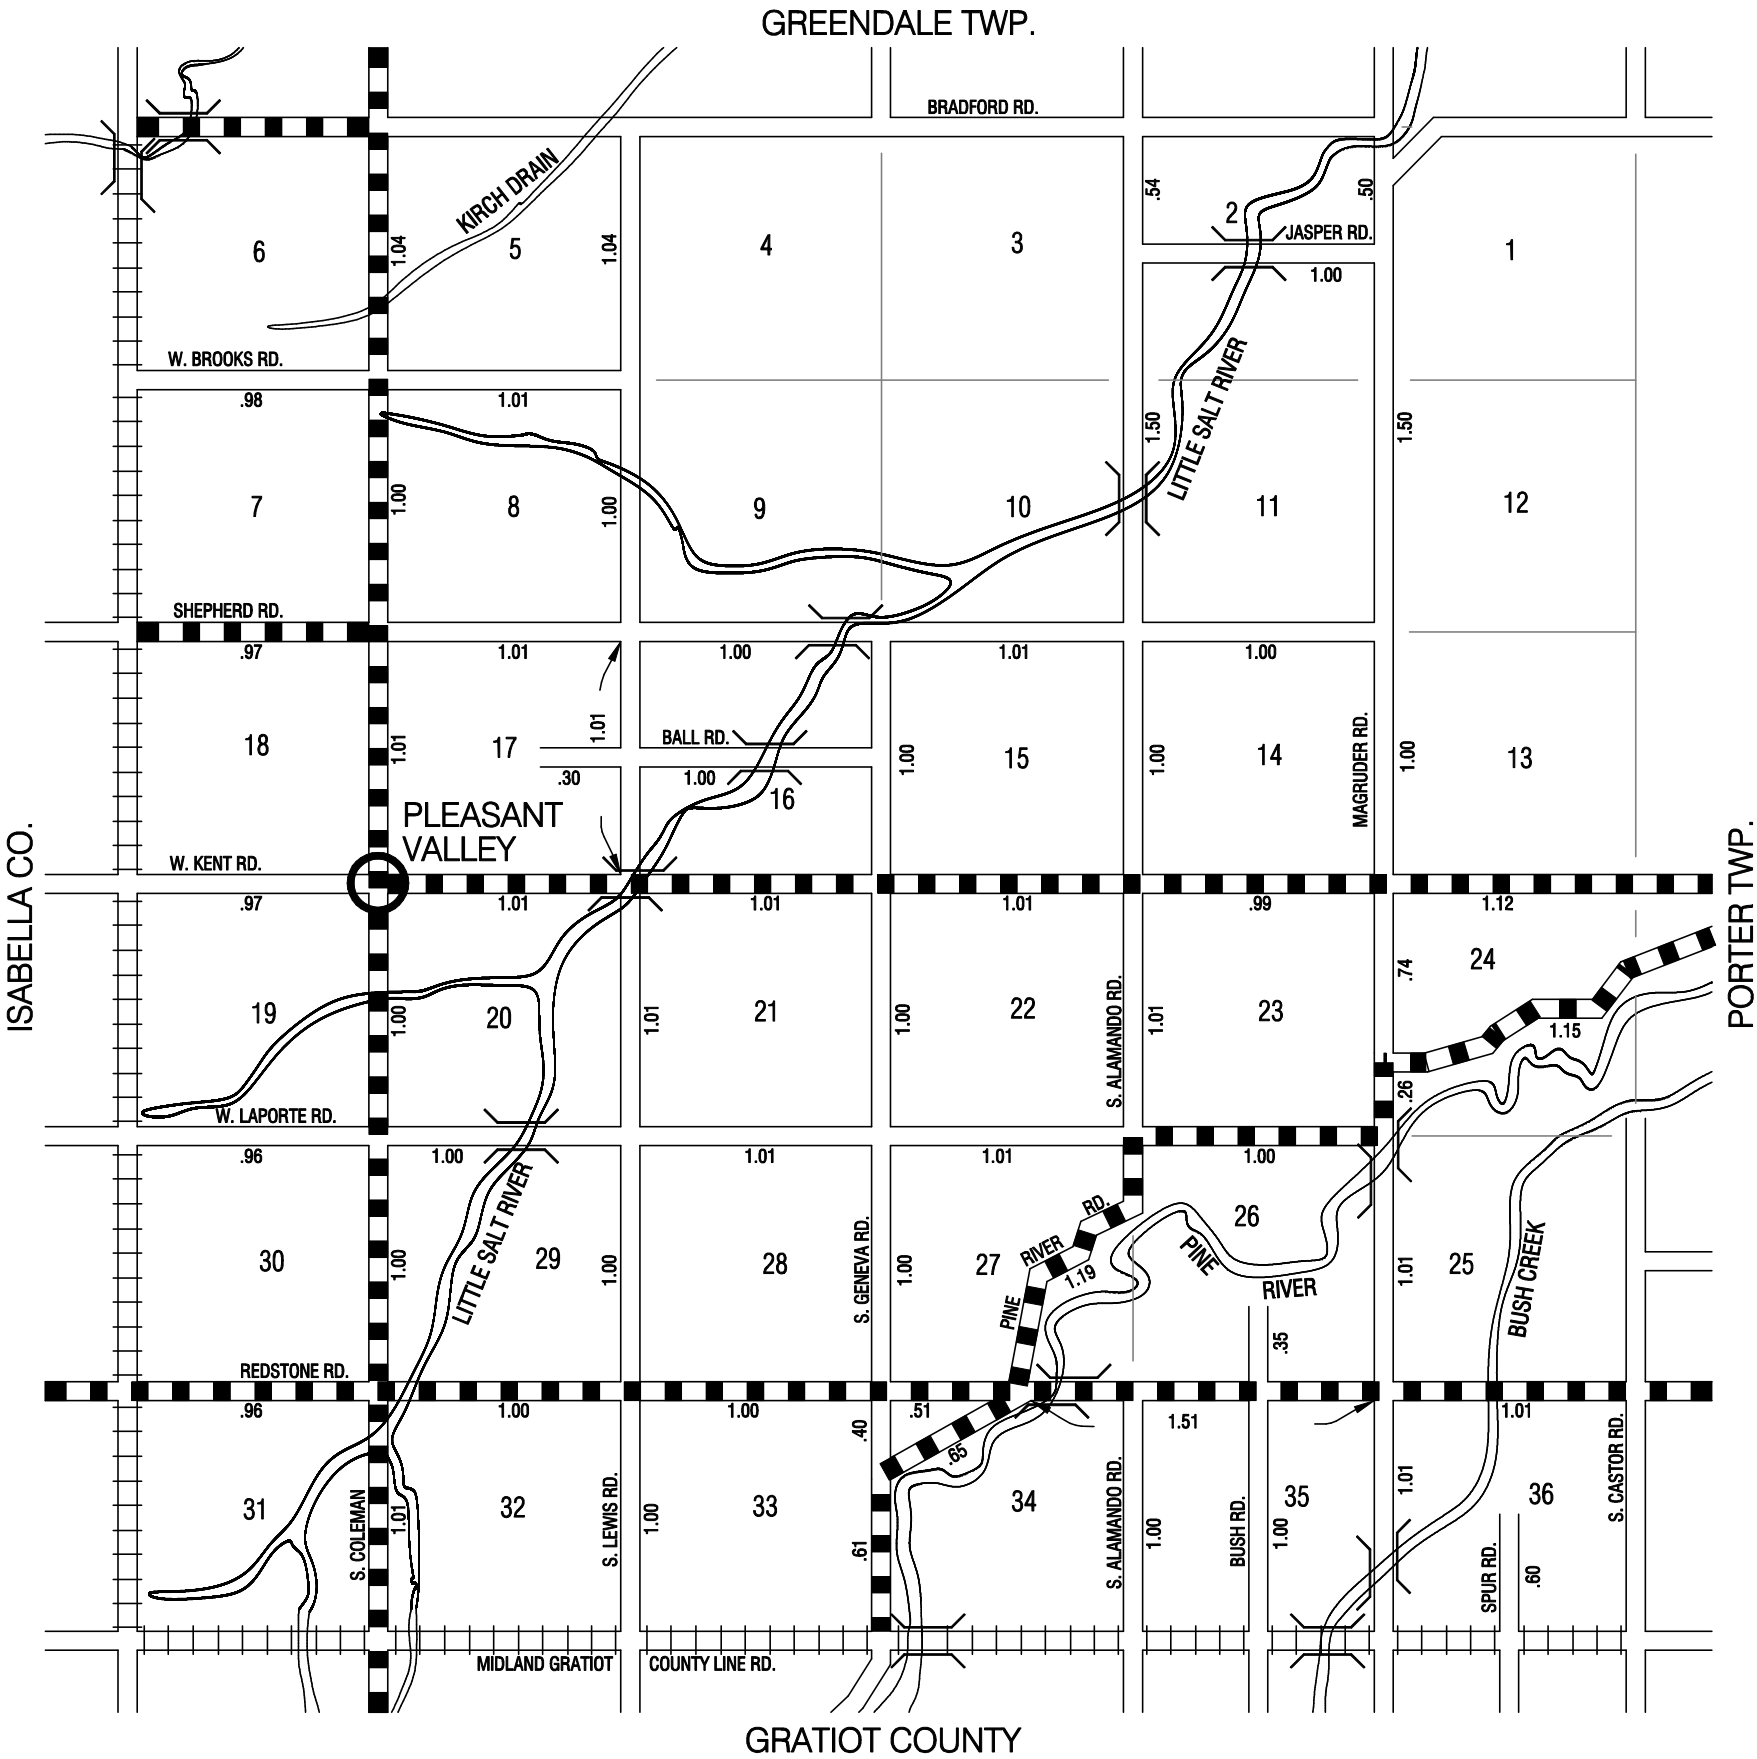 GREENDALE TWP.
BRADFORD RD.
KIRCH DRAIN
.54
.50
2
JASPER RD.
1.00
6
1.04
5
1.04
4
3
1
W. BROOKS RD.
.98
1.01
LITTLE SALT RIVER
1.50
1.50
7
1.00
8
1.00
9
10
11
12
SHEPHERD RD.
.97
1.01
1.00
1.01
1.00
18
1.01
17
1.01
BALL RD.
1.00
15
1.00
14
MAGRUDER RD.
1.00
13
.30
1.00
16
PLEASANT
VALLEY
W. KENT RD.
ISABELLA CO.
PORTER TWP.
.97
1.01
1.01
1.01
.99
1.12
.74
24
19
1.00
20
1.01
21
1.00
22
S. ALAMANDO RD.
1.01
23
1.15
.26
W. LAPORTE RD.
.96
1.00
1.01
1.01
1.00
30
1.00
LITTLE SALT RIVER
29
1.00
28
S. GENEVA RD.
1.00
27
PINE
RIVER
RD.
1.19
26
PINE
RIVER
1.01
25
BUSH CREEK
.35
REDSTONE RD.
.96
1.00
1.00
.51
1.51
1.01
.40
.65
31
S. COLEMAN
1.01
32
S. LEWIS RD.
1.00
33
.61
34
S. ALAMANDO RD.
1.00
BUSH RD.
1.00
35
1.01
36
S. CASTOR RD.
SPUR RD.
.60
MIDLAND GRATIOT
COUNTY LINE RD.
GRATIOT COUNTY